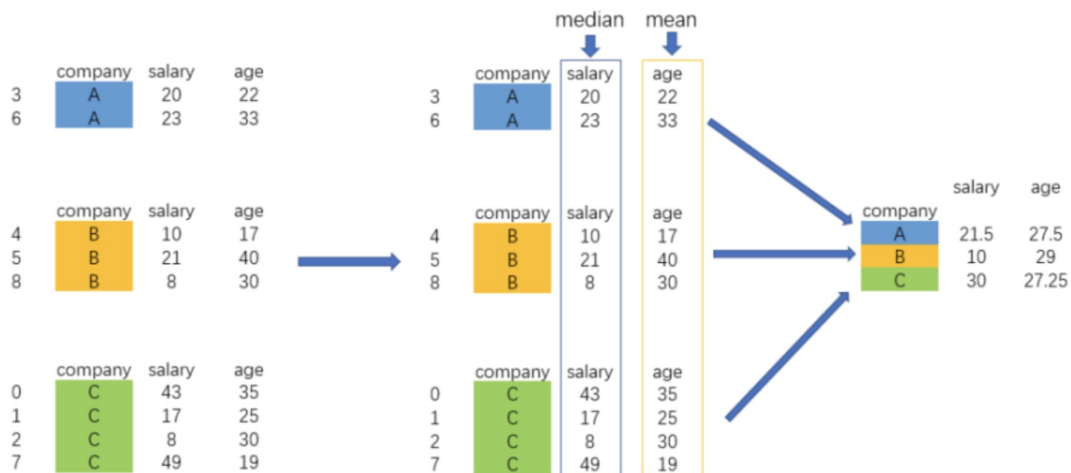 median mean
company salary age
3 A 20 22
6 A 23 33
company salary age
4 B 10 17
5 B 21 40
8 B 8 30
company salary age
0 C 43 35
1 C 17 25
2 C 8 30
7 C 49 19
company salary age
3 A 20 22
6 A 23 33
company salary age
4 B 10 17
5 B 21 40
8 B 8 30
company salary age
0 C 43 35
1 C 17 25
2 C 8 30
7 C 49 19
salary age
company
A 21.5 27.5
B 10 29
C 30 27.25